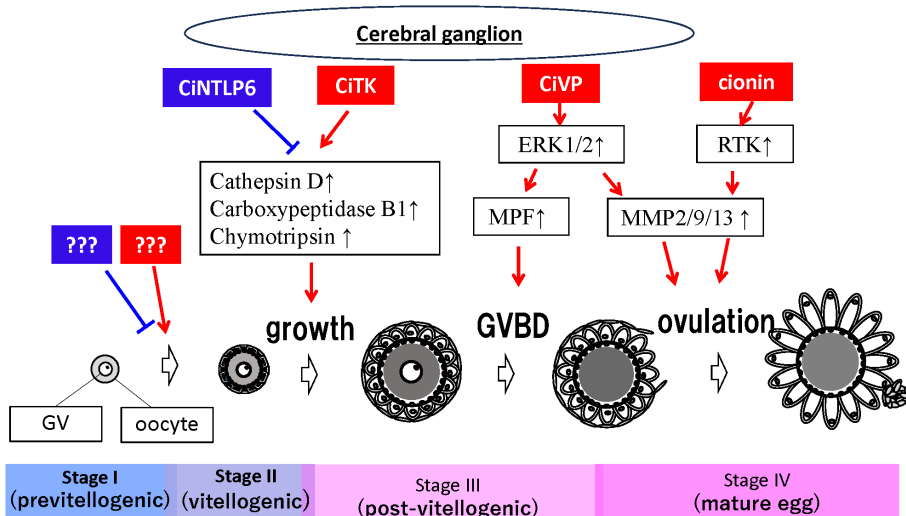 Cerebral ganglion
CiNTLP6
CiTK
CiVP
cionin
ERK1/2↑
RTK↑
Cathepsin D↑
Carboxypeptidase B1↑
Chymotripsin ↑
MPF↑
MMP2/9/13 ↑
???
???
growth
GVBD
ovulation
GV
oocyte
Stage I
(previtellogenic)
Stage II
(vitellogenic)
Stage III
(post-vitellogenic)
Stage IV
(mature egg)